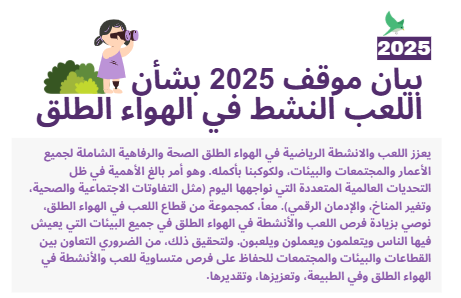 2025
بيان موقف 2025 بشأن
اللعب النشط في الهواء الطلق
يعزز اللعب والانشطة الرياضية في الهواء الطلق الصحة والرفاهية الشاملة لجميع
الأعمار والمجتمعات والبيئات، ولكوكبنا بأكمله. وهو أمر بالغ الأهمية في ظل
التحديات العالمية المتعددة التي نواجهها اليوم (مثل التفاوتات الاجتماعية والصحية،
وتغير المناخ، والإدمان الرقمي). معاً، كمجموعة من قطاع اللعب في الهواء الطلق،
نوصي بزيادة فرص اللعب والأنشطة في الهواء الطلق في جميع البيئات التي يعيش
فيها الناس ويتعلمون ويعملون ويلعبون. ولتحقيق ذلك، من الضروري التعاون بين
القطاعات والبيئات والمجتمعات للحفاظ على فرص متساوية للعب والأنشطة في
الهواء الطلق وفي الطبيعة، وتعزيزها، وتقديرها.